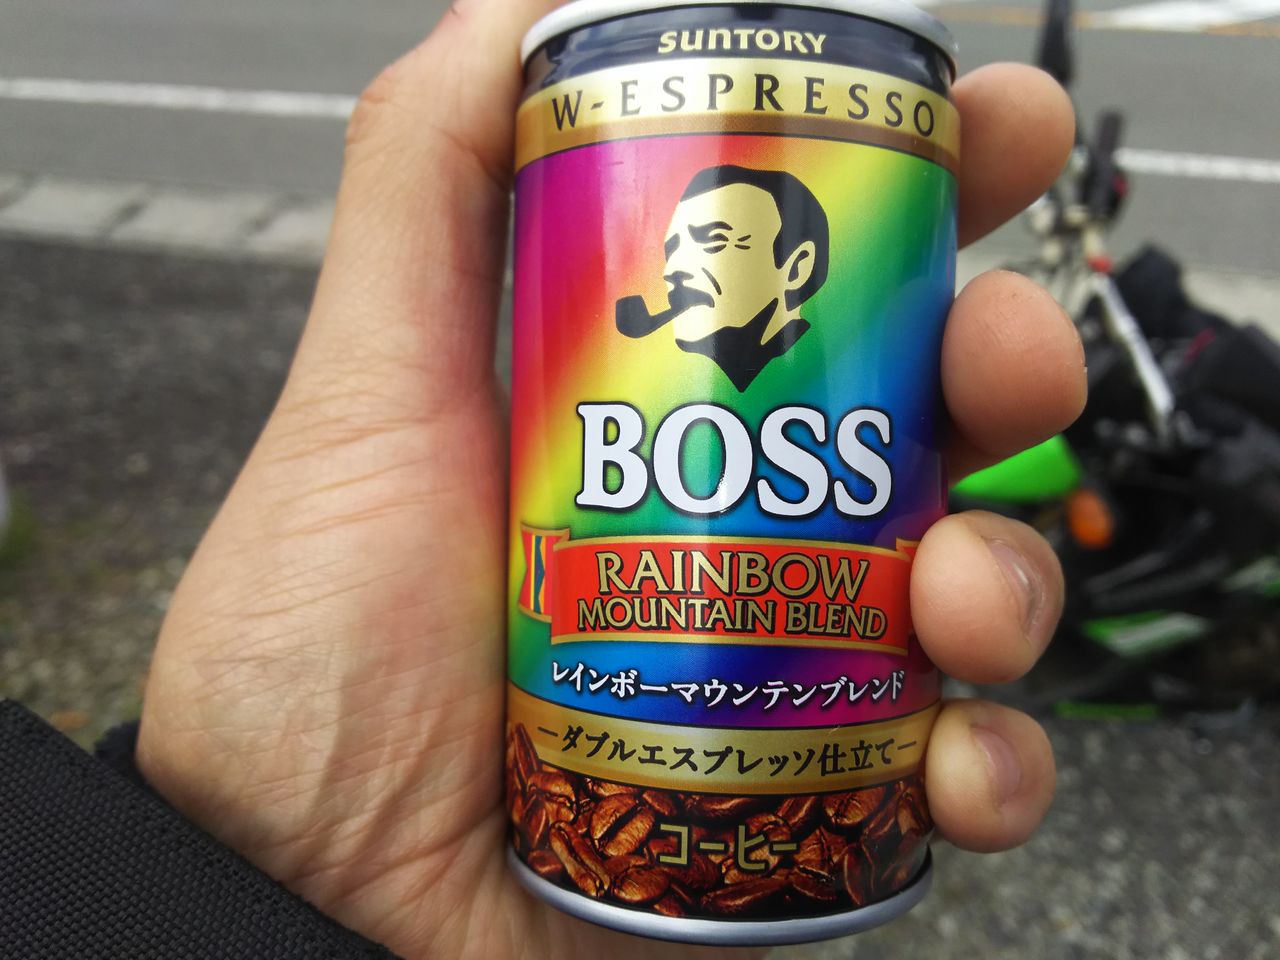 SUNTORY
W-ESPRESSO
BOSS
RAINBOW
MOUNTAIN BLEND
レインボーマウンテンブレンド
ーダブルエスプレッソ仕立てー
コーヒー